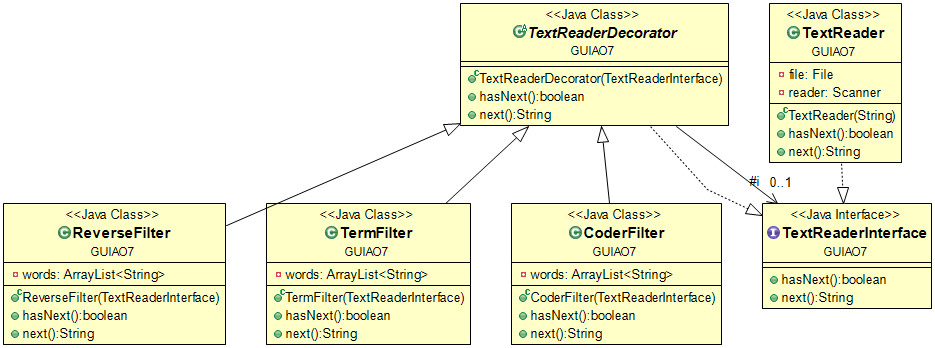 <<Java Class>>
TextReaderDecorator
GUIAO7
TextReaderDecorator(TextReaderInterface)
hasNext():boolean
next():String
<<Java Class>>
TextReader
GUIAO7
file: File
reader: Scanner
TextReader(String)
hasNext():boolean
next():String
#i 0..1
<<Java Class>>
ReverseFilter
GUIAO7
words: ArrayList<String>
ReverseFilter(TextReaderInterface)
hasNext():boolean
next():String
<<Java Class>>
TermFilter
GUIAO7
words: ArrayList<String>
TermFilter(TextReaderInterface)
hasNext():boolean
next():String
<<Java Class>>
CoderFilter
GUIAO7
words: ArrayList<String>
CoderFilter(TextReaderInterface)
hasNext():boolean
next():String
<<Java Interface>>
TextReaderInterface
GUIAO7
hasNext():boolean
next():String